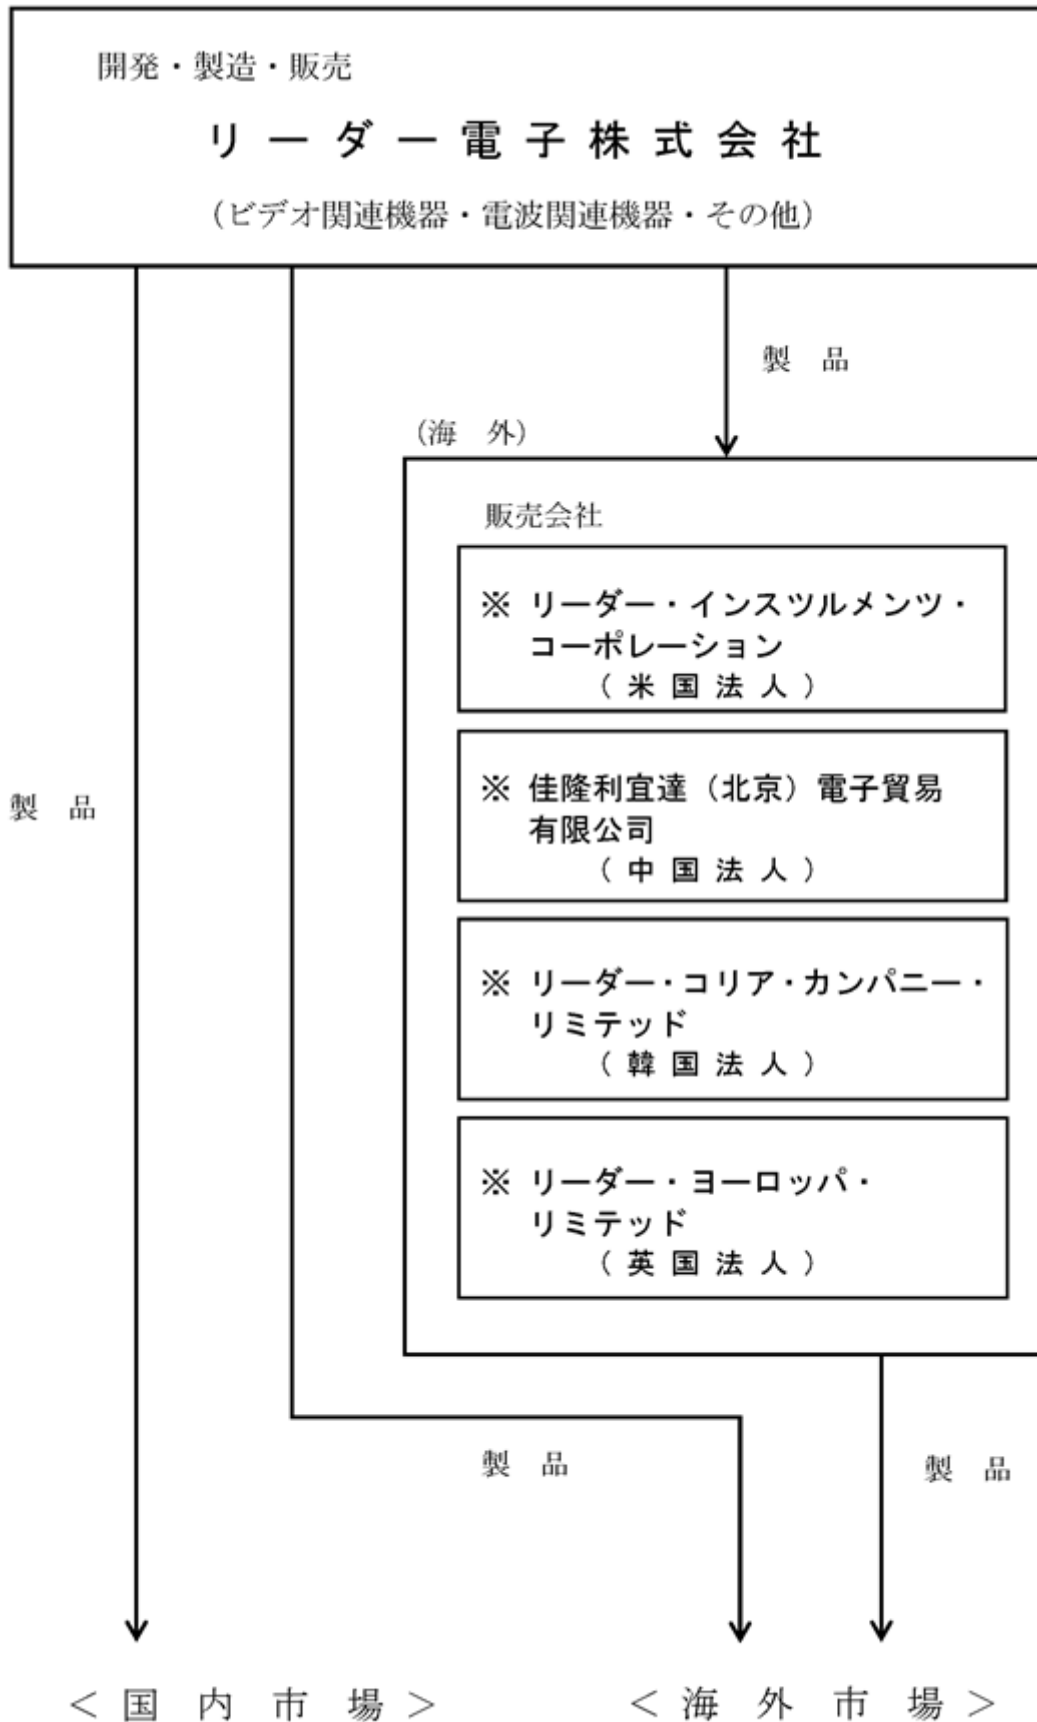 開発・製造・販売
リーダー電子株式会社
（ビデオ関連機器・電波関連機器・その他）
製　品
（海　外）
販売会社
※ リーダー・インスツルメンツ・
コーポレーション
（米国法人）
※ 佳隆利宜達（北京）電子貿易
有限公司
（中国法人）
製　品
※ リーダー・コリア・カンパニー・
リミテッド
（韓国法人）
※ リーダー・ヨーロッパ・
リミテッド
（英国法人）
製　品
製　品
＜国内市場＞
＜海外市場＞